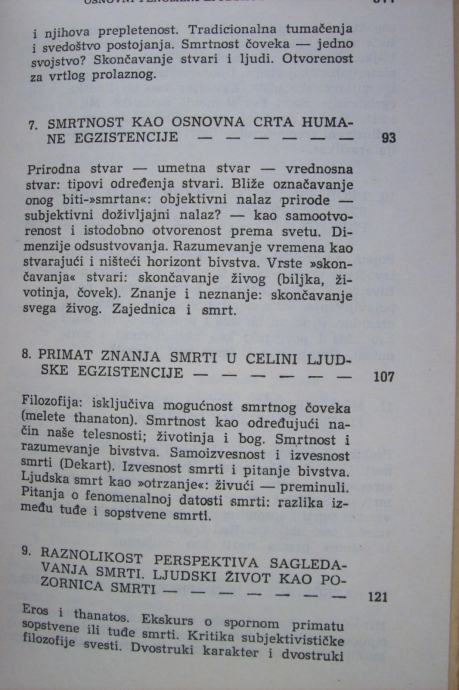 i njihova prepletenost. Tradicionalna tumačenja
i svedoštvo postojanja. Smrtnost čoveka — jedno
svojstvo? Skončavanje stvari i ljudi. Otvorenost
za vrtlog prolaznog.
7. SMRTNOST KAO OSNOVNA CRTA HUMA-
NE EGZISTENCIJE — — — — — — 93
Prirodna stvar — umetna stvar — vrednosna
stvar: tipovi određenja stvari. Bliže označavanje
onog biti-»smrtan«: objektivni nalaz prirode —
subjektivni doživljajni nalaz? — kao samootvo-
renost i istodobno otvorenost prema svetu. Di-
menzije odsustvovanja. Razumevanje vremena kao
stvarajući i ništeći horizont bivstva. Vrste »skon-
čavanja« stvari: skončavanje živog (biljka, ži-
votinja, čovek). Znanje i neznanje: skončavanje
svega živog. Zajednica i smrt.
8. PRIMAT ZNANJA SMRTI U CELINI LJUD-
SKE EGZISTENCIJE — — — — — — 107
Filozofija: isključiva mogućnost smrtnog čoveka
(melete thanaton). Smrtnost kao određujući na-
čin naše telesnosti; životinja i bog. Smrtnost i
razumevanje bivstva. Samoizvesnost i izvesnost
smrti (Dekart). Izvesnost smrti i pitanje bivstva.
Ljudska smrt kao »otrzanje«: živući — preminuli.
Pitanja o fenomenalnoj datosti smrti: razlika iz-
među tuđe i sopstvene smrti.
9. RAZNOLIKOST PERSPEKTIVA SAGLEDA-
VANJA SMRTI. LJUDSKI ŽIVOT KAO PO-
ZORNICA SMRTI — — — — — — — 121
Eros i thanatos. Ekskurs o spornom primatu
sopstvene ili tuđe smrti. Kritika subjektivističke
filozofije svesti. Dvostruki karakter i dvostruki